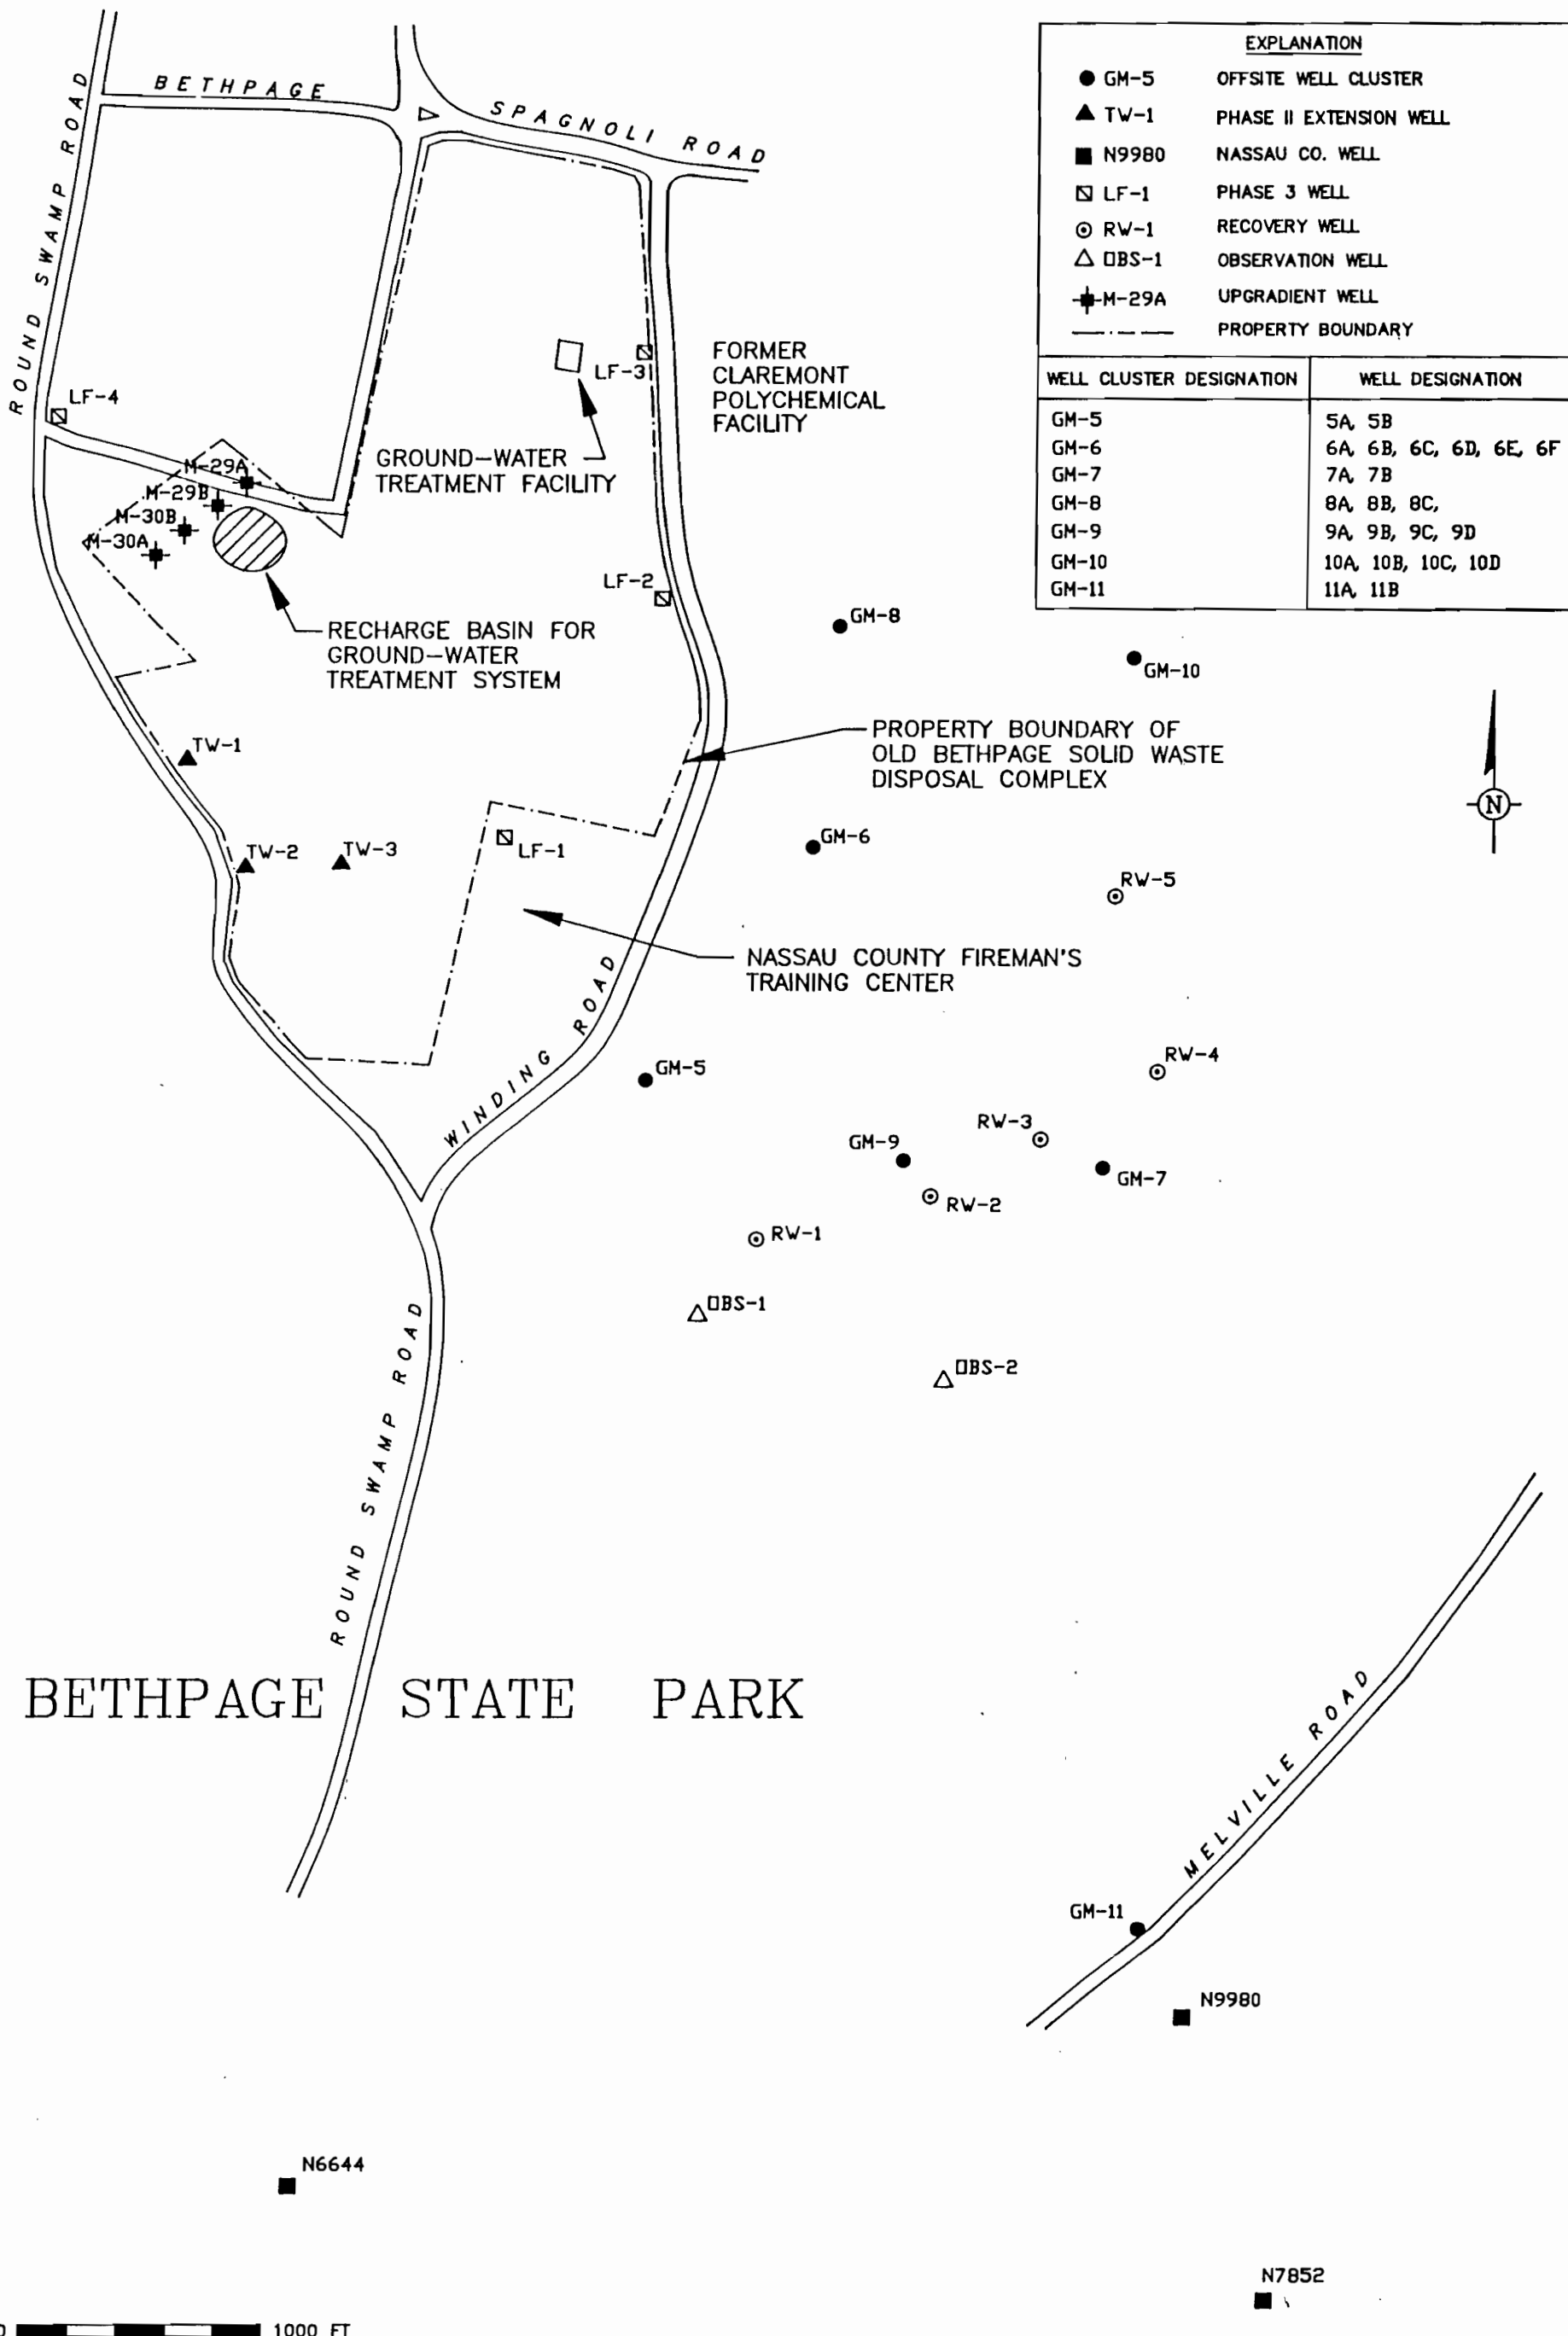 EXPLANATION
GM-5 OFFSITE WELL CLUSTER
TW-1 PHASE II EXTENSION WELL
N9980 NASSAU CO. WELL
LF-1 PHASE 3 WELL
RW-1 RECOVERY WELL
OBS-1 OBSERVATION WELL
M-29A UPGRADIENT WELL
PROPERTY BOUNDARY
WELL CLUSTER DESIGNATION WELL DESIGNATION
GM-5 5A, 5B
GM-6 6A, 6B, 6C, 6D, 6E, 6F
GM-7 7A, 7B
GM-8 8A, 8B, 8C,
GM-9 9A, 9B, 9C, 9D
GM-10 10A, 10B, 10C, 10D
GM-11 11A, 11B
BETHPAGE
SPAGNOLI ROAD
ROUND SWAMP ROAD
LF-3
FORMER
CLAREMONT
POLYCHEMICAL
FACILITY
LF-4
GROUND-WATER
TREATMENT FACILITY
M-29A
M-29B
M-30B
M-30A
LF-2
GM-8
RECHARGE BASIN FOR
GROUND-WATER
TREATMENT SYSTEM
GM-10
PROPERTY BOUNDARY OF
OLD BETHPAGE SOLID WASTE
DISPOSAL COMPLEX
TW-1
N
GM-6
TW-2
TW-3
LF-1
RW-5
NASSAU COUNTY FIREMAN'S
TRAINING CENTER
WINDING ROAD
GM-5
RW-4
RW-3
GM-9
GM-7
RW-2
RW-1
OBS-1
OBS-2
ROUND SWAMP ROAD
BETHPAGE STATE PARK
MELVILLE ROAD
GM-11
N9980
N6644
N7852
0 1000 FT